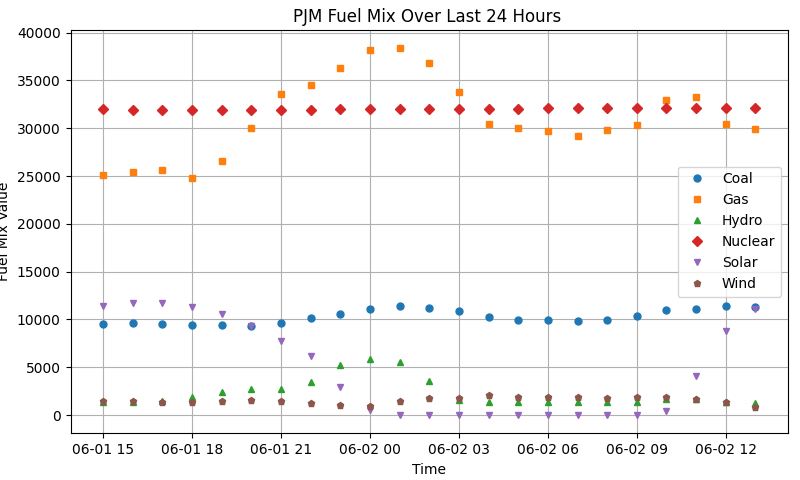 PJM Fuel Mix Over Last 24 Hours
40000
35000
30000
25000
20000
15000
10000
5000
0
Fuel Mix Value
Coal
Gas
Hydro
Nuclear
Solar
Wind
06-01 15 06-01 18 06-01 21 06-02 00 06-02 03 06-02 06 06-02 09 06-02 12
Time